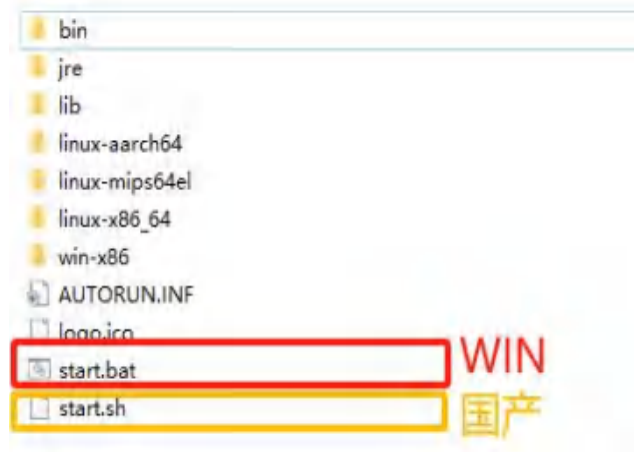 bin
jre
lib
linux-aarch64
linux-mips64el
linux-x86_64
win-x86
AUTORUN.INF
logo.ico
start.bat
WIN
start.sh
国产